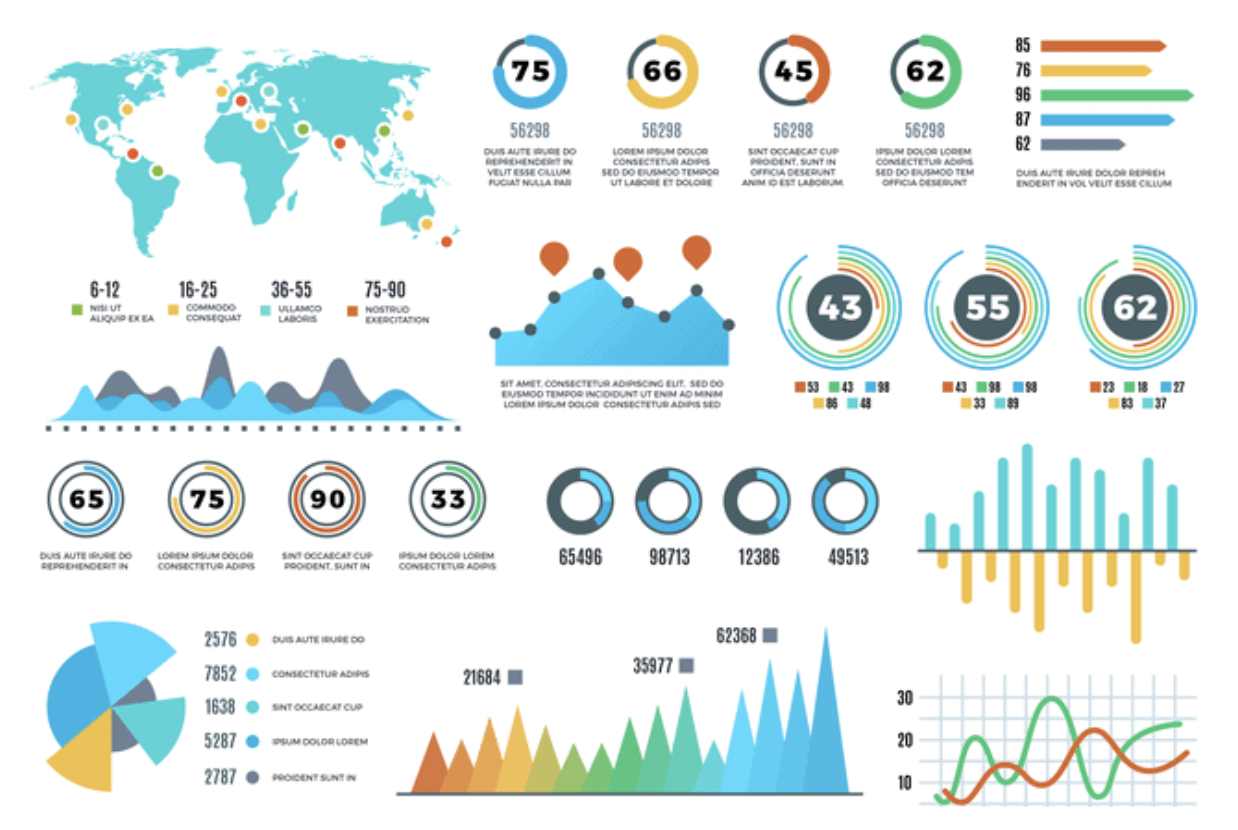 75
66
45
62
56298
56298
56298
56298
DUIS AUTE IRURE DO
REPREHENDERIT IN
VELIT ESSE CILLUM
FUGIAT NULLA PAR
LOREM IPSUM DOLOR
CONSECTETUR ADIPIS
SED DO EIUSMOD TEMPOR
UT LABORE ET DOLORE
SINT OCCAECAT CUP
PROIDENT, SUNT IN
OFFICIA DESERUNT
ANIM ID EST LABORUM.
IPSUM DOLOR LOREM
CONSECTETUR ADIPIS
SED DO EIUSMOD TEM
OFFICIA DESERUNT
85
76
96
87
62
DUIS AUTE IRURE DOLOR REPREH
ENDERIT IN VOL VELIT ESSE CILLUM
6-12
NISI UT
ALIQUIP EX EA
16-25
COMMODO
CONSEQUAT
36-55
ULLAMCO
LABORIS
75-90
NOSTRUD
EXERCITATION
SIT AMET, CONSECTETUR ADIPISCING ELIT, SED DO
EIUSMOD TEMPOR INCIDIDUNT UT ENIM AD MINIM
LOREM IPSUM DOLOR CONSECTETUR ADIPIS SED
43
53 43 98
86 48
55
43 98 98
33 89
62
23 18 27
83 37
65
DUIS AUTE IRURE DO
REPREHENDERIT IN
75
LOREM IPSUM DOLOR
CONSECTETUR ADIPIS
90
SINT OCCAECAT CUP
PROIDENT, SUNT IN
33
IPSUM DOLOR LOREM
CONSECTETUR ADIPIS
65496
98713
12386
49513
2576 DUIS AUTE IRURE DO
7852 CONSECTETUR ADIPIS
1638 SINT OCCAECAT CUP
5287 IPSUM DOLOR LOREM
2787 PROIDENT SUNT IN
21684
35977
62368
30
20
10